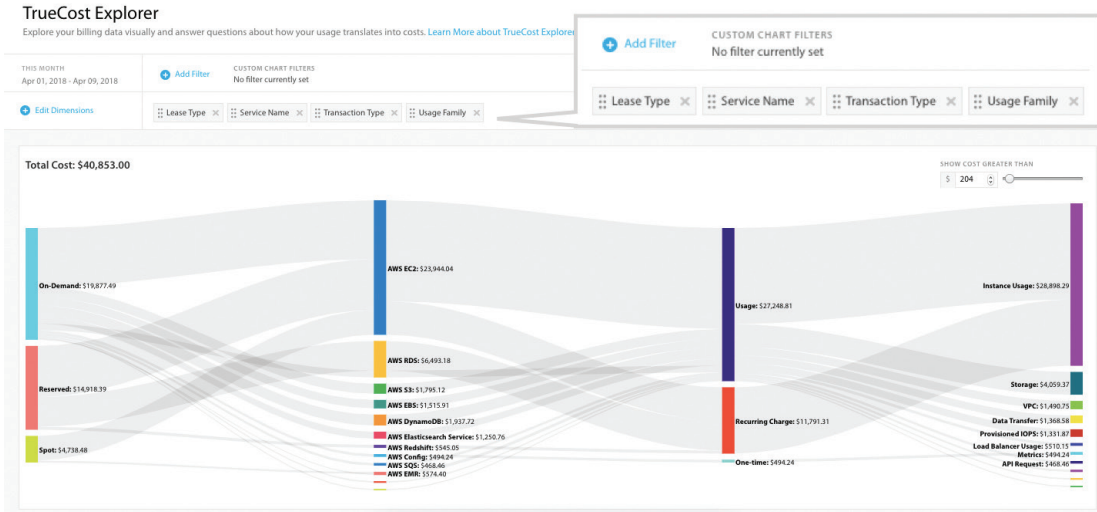 TrueCost Explorer
Explore your billing data visually and answer questions about how your usage translates into costs. Learn More about TrueCost Explorer
THIS MONTH
Apr 01, 2018 - Apr 09, 2018
Add Filter
CUSTOM CHART FILTERS
No filter currently set
Edit Dimensions
Lease Type
Service Name
Transaction Type
Usage Family
Add Filter
CUSTOM CHART FILTERS
No filter currently set
Lease Type
Service Name
Transaction Type
Usage Family
Total Cost: $40,853.00
SHOW COST GREATER THAN
$ 204
On-Demand: $19,877.49
Reserved: $14,918.39
Spot: $4,738.48
AWS EC2: $23,944.04
AWS RDS: $6,493.18
AWS S3: $1,795.12
AWS EBS: $1,515.91
AWS DynamoDB: $1,937.72
AWS Elasticsearch Service: $1,250.76
AWS Redshift: $545.05
AWS Config: $494.24
AWS SQS: $468.46
AWS EMR: $574.40
Usage: $27,248.81
Recurring Charge: $11,791.31
One-time: $494.24
Instance Usage: $28,898.29
Storage: $4,059.37
VPC: $1,490.75
Data Transfer: $1,368.58
Provisioned IOPS: $1,331.87
Load Balancer Usage: $510.15
Metrics: $494.24
API Request: $468.46